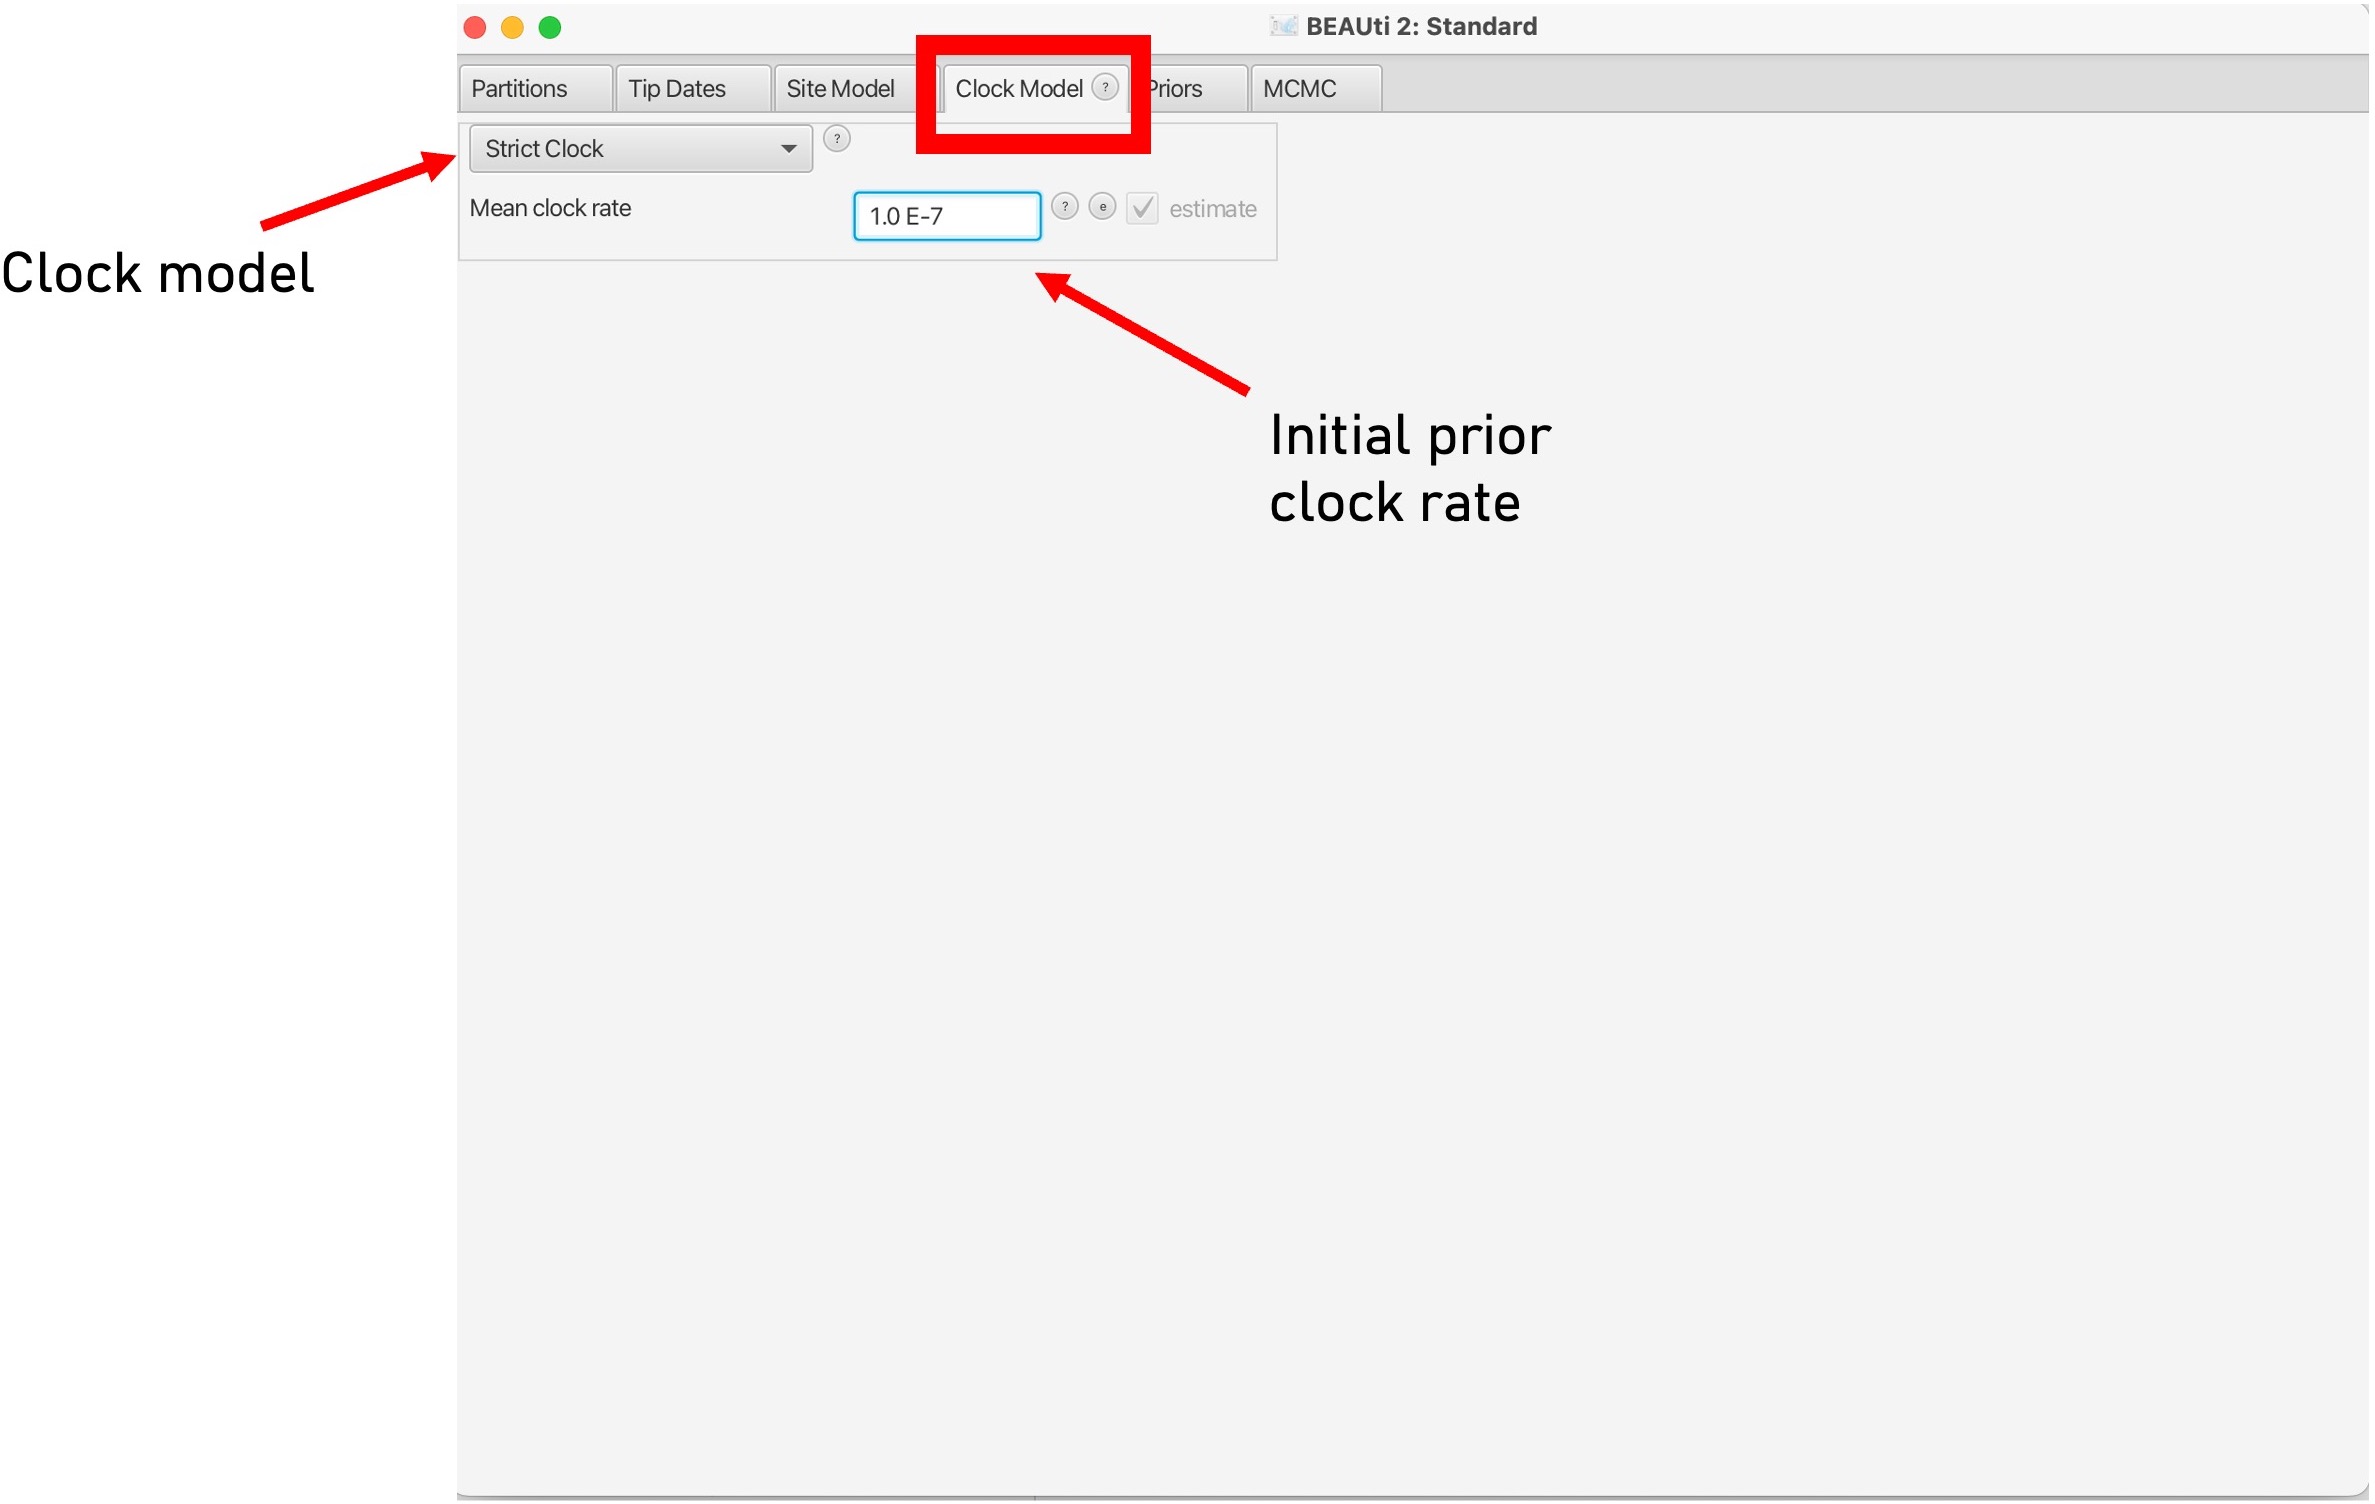 BEAUti 2: Standard
Partitions Tip Dates Site Model Clock Model ? Priors MCMC
Strict Clock ?
Mean clock rate 1.0 E-7 ? e estimate
Clock model
Initial prior
clock rate